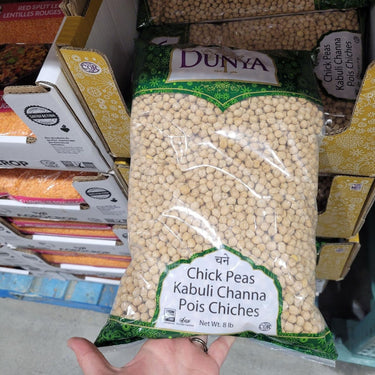 RED SPLIT LE
LENTILLES ROUGES
DUNYA
Chick Peas
Kabuli Channa
Pois Chiches
चने
Chick Peas
Kabuli Channa
Pois Chiches
Net Wt. 8 lb